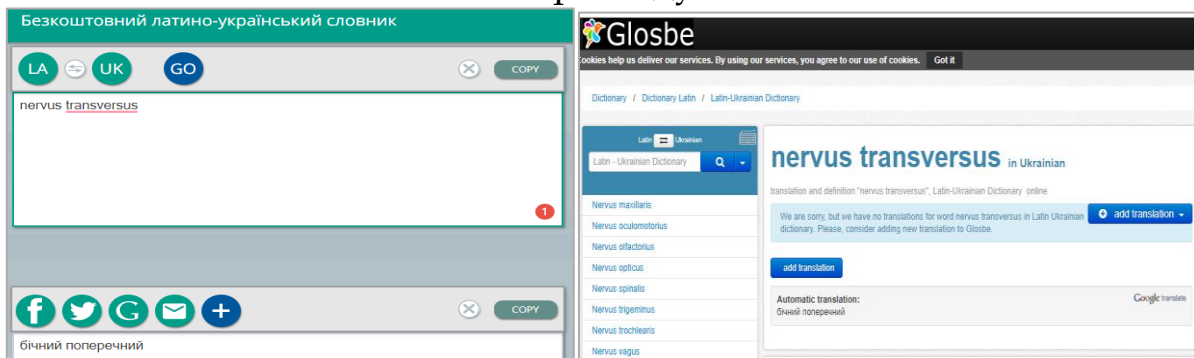 Безкоштовний латино-український словник
LA UK GO COPY
nervus transversus
1
COPY
бічний поперечний
Glosbe
Cookies help us deliver our services. By using our services, you agree to our use of cookies. Got it
Dictionary / Dictionary Latin / Latin-Ukrainian Dictionary
Latin Ukrainian
Latin - Ukrainian Dictionary
Nervus maxillaris
Nervus oculomotorius
Nervus olfactorius
Nervus opticus
Nervus spinalis
Nervus trigeminus
Nervus trochlearis
Nervus vagus
nervus transversus in Ukrainian
translation and definition "nervus transversus", Latin-Ukrainian Dictionary online
We are sorry, but we have no translations for word nervus transversus in Latin Ukrainian
dictionary. Please, consider adding new translation to Glosbe.
add translation
add translation
Automatic translation:
Google translate
бічний поперечний